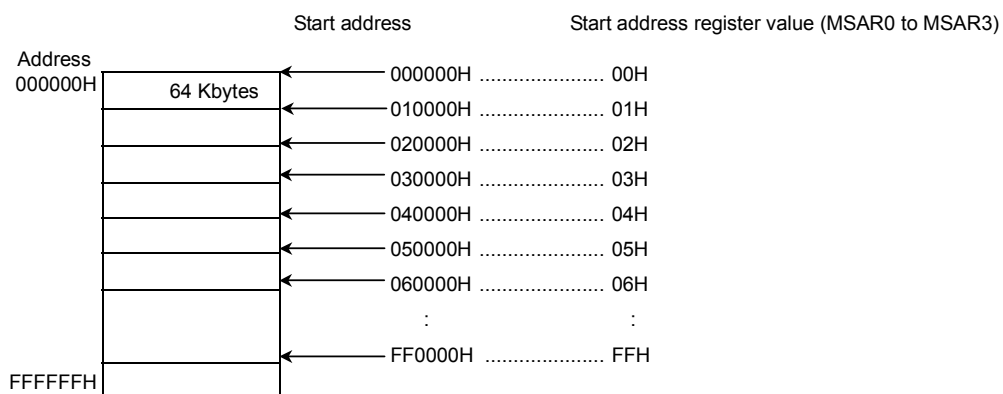 Start address Start address register value (MSAR0 to MSAR3)
Address
000000H
64 Kbytes
000000H ....................... 00H
010000H ....................... 01H
020000H ....................... 02H
030000H ....................... 03H
040000H ....................... 04H
050000H ....................... 05H
060000H ....................... 06H
: :
FF0000H ...................... FFH
FFFFFFH